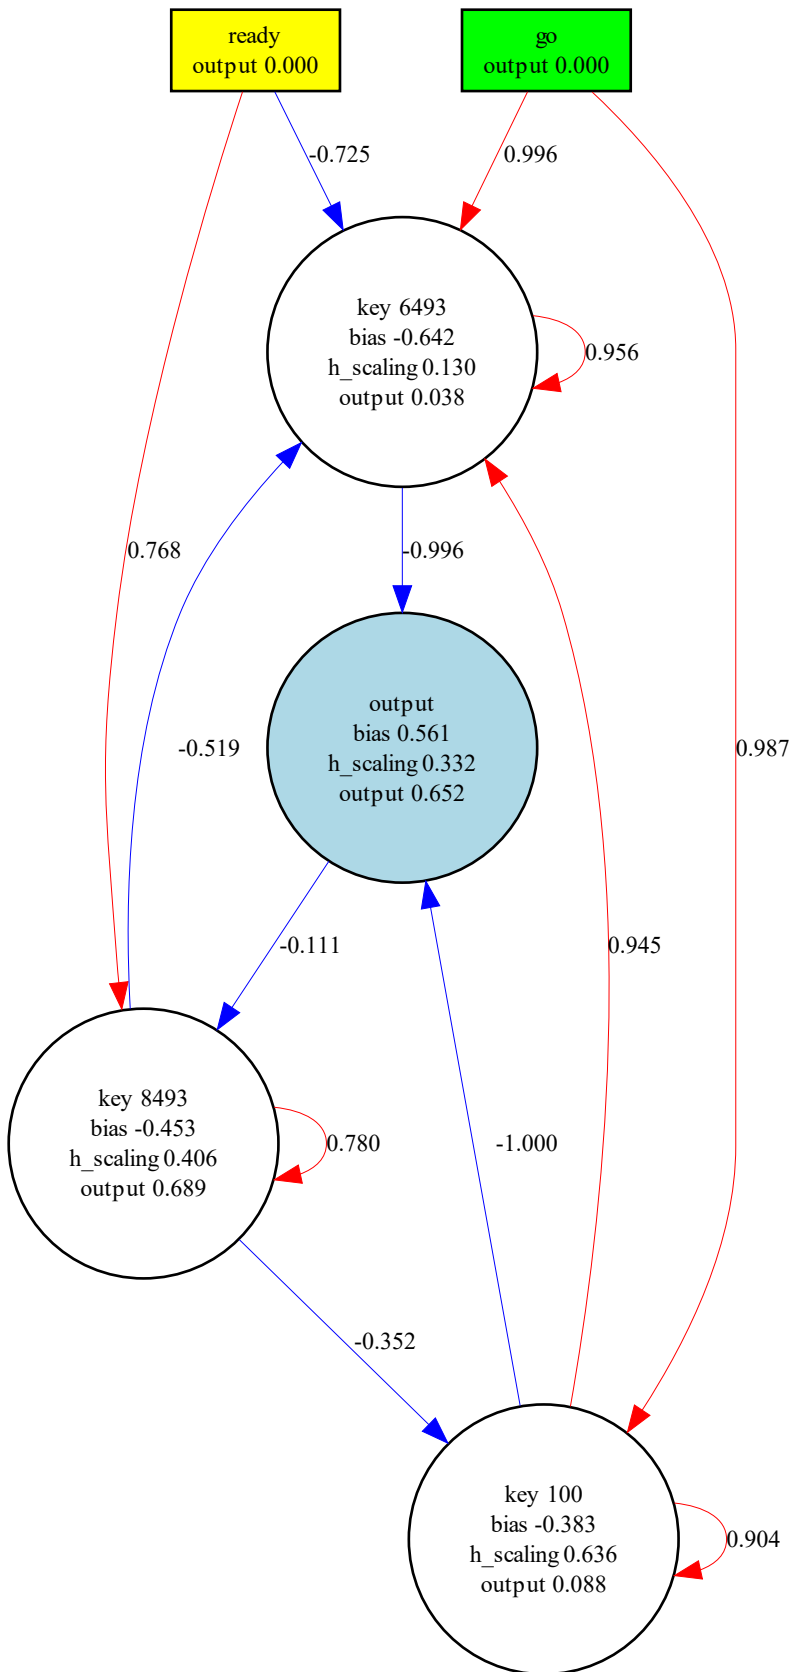 ready
output 0.000
go
output 0.000
-0.725
0.996
key 6493
bias -0.642
h_scaling 0.130
output 0.038
0.956
0.768
-0.996
output
bias 0.561
h_scaling 0.332
output 0.652
-0.519
0.987
-0.111
0.945
key 8493
bias -0.453
h_scaling 0.406
output 0.689
0.780
-1.000
-0.352
key 100
bias -0.383
h_scaling 0.636
output 0.088
0.904